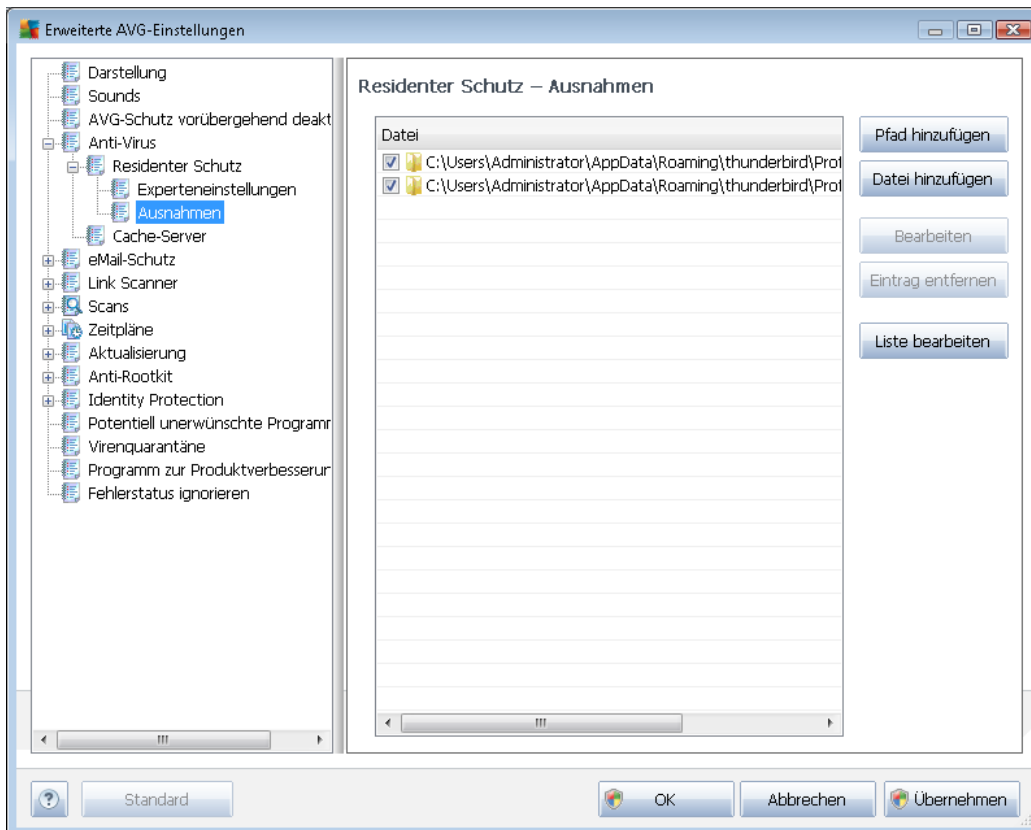 Erweiterte AVG-Einstellungen
Darstellung
Sounds
AVG-Schutz vorübergehend deakt
Anti-Virus
Residenter Schutz
Experteneinstellungen
Ausnahmen
Cache-Server
eMail-Schutz
Link Scanner
Scans
Zeitpläne
Aktualisierung
Anti-Rootkit
Identity Protection
Potentiell unerwünschte Programr
Virenquarantäne
Programm zur Produktverbesserur
Fehlerstatus ignorieren
Residenter Schutz – Ausnahmen
Datei
C:\Users\Administrator\AppData\Roaming\thunderbird\Prof
C:\Users\Administrator\AppData\Roaming\thunderbird\Prof
Pfad hinzufügen
Datei hinzufügen
Bearbeiten
Eintrag entfernen
Liste bearbeiten
?
Standard
OK
Abbrechen
Übernehmen